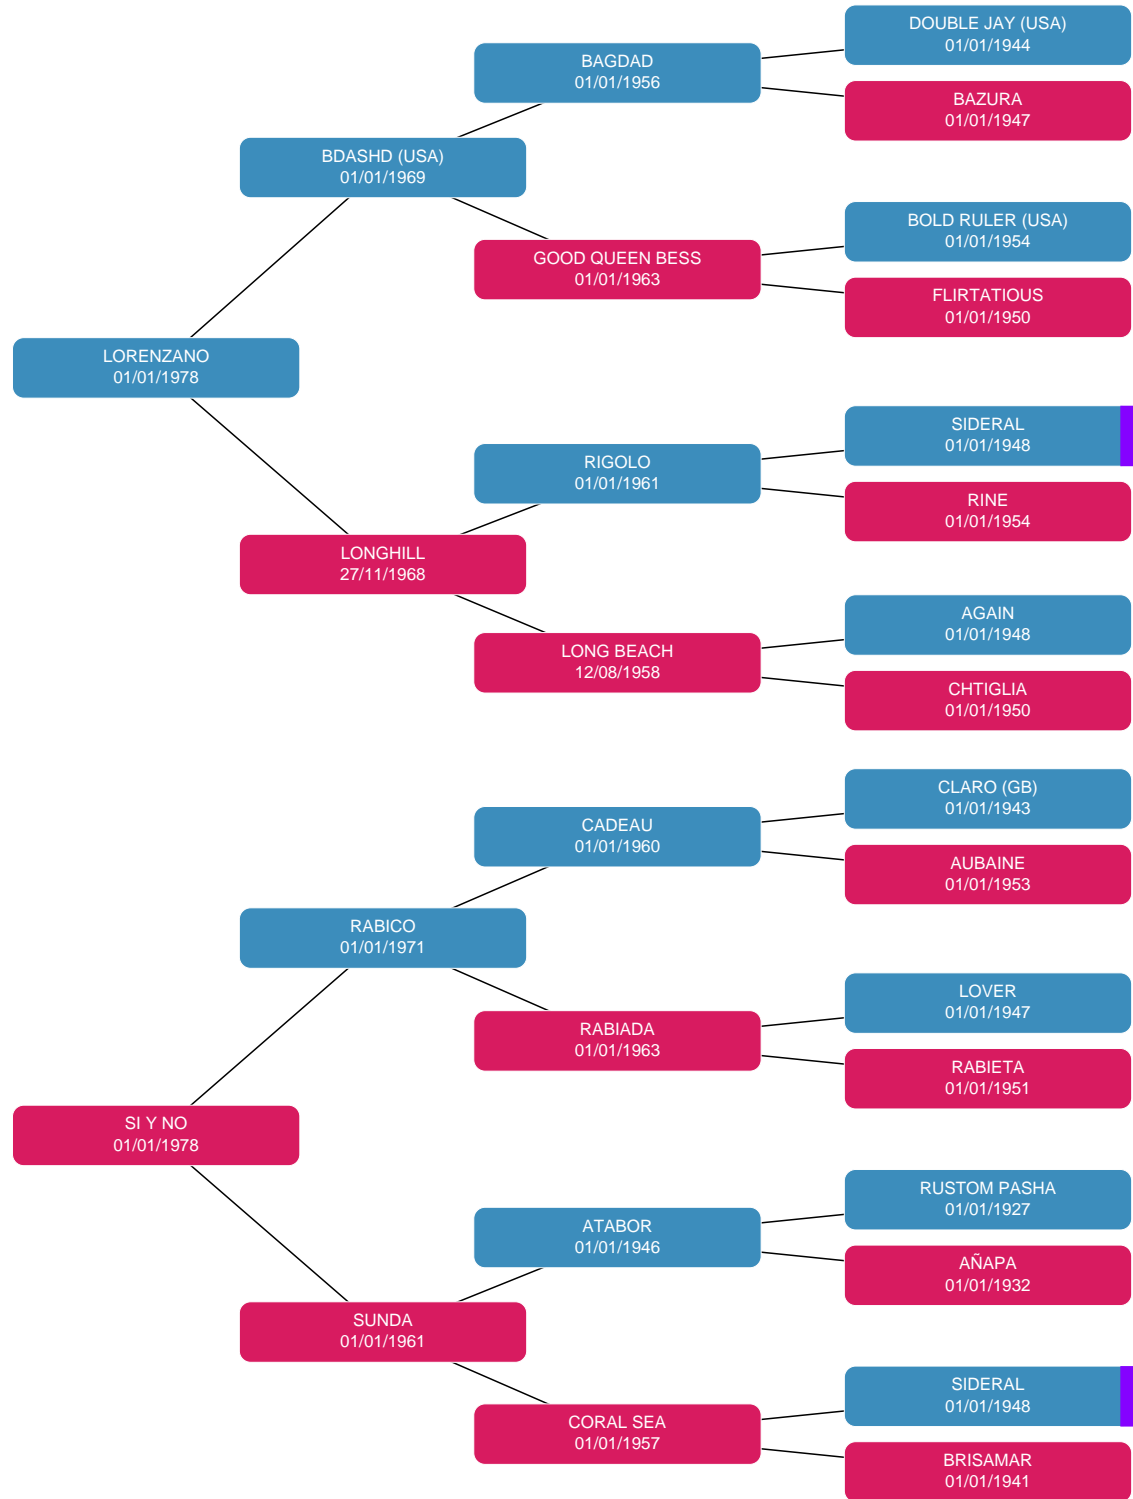 DOUBLE JAY (USA)
01/01/1944
BAGDAD
01/01/1956
BAZURA
01/01/1947
BDASHD (USA)
01/01/1969
BOLD RULER (USA)
01/01/1954
GOOD QUEEN BESS
01/01/1963
FLIRTATIOUS
01/01/1950
LORENZANO
01/01/1978
SIDERAL
01/01/1948
RIGOLO
01/01/1961
RINE
01/01/1954
LONGHILL
27/11/1968
AGAIN
01/01/1948
LONG BEACH
12/08/1958
CHTIGLIA
01/01/1950
CLARO (GB)
01/01/1943
CADEAU
01/01/1960
AUBAINE
01/01/1953
RABICO
01/01/1971
LOVER
01/01/1947
RABIADA
01/01/1963
RABIETA
01/01/1951
SI Y NO
01/01/1978
RUSTOM PASHA
01/01/1927
ATABOR
01/01/1946
AÑAPA
01/01/1932
SUNDA
01/01/1961
SIDERAL
01/01/1948
CORAL SEA
01/01/1957
BRISAMAR
01/01/1941